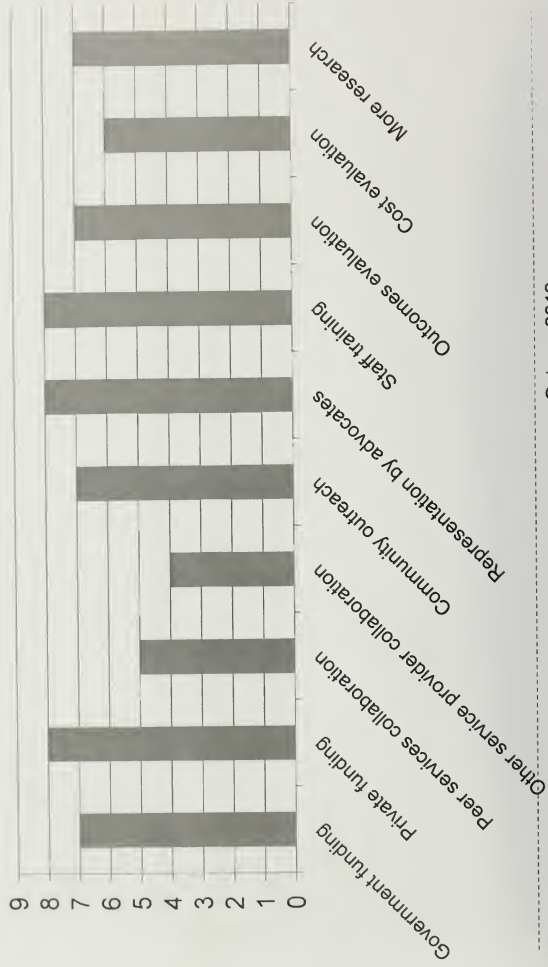 9
8
7
6
5
4
3
2
1
0
Government funding
Private funding
Peer services collaboration
Other service provider collaboration
Community outreach
Representation by advocates
Staff training
Outcomes evaluation
Cost evaluation
More research